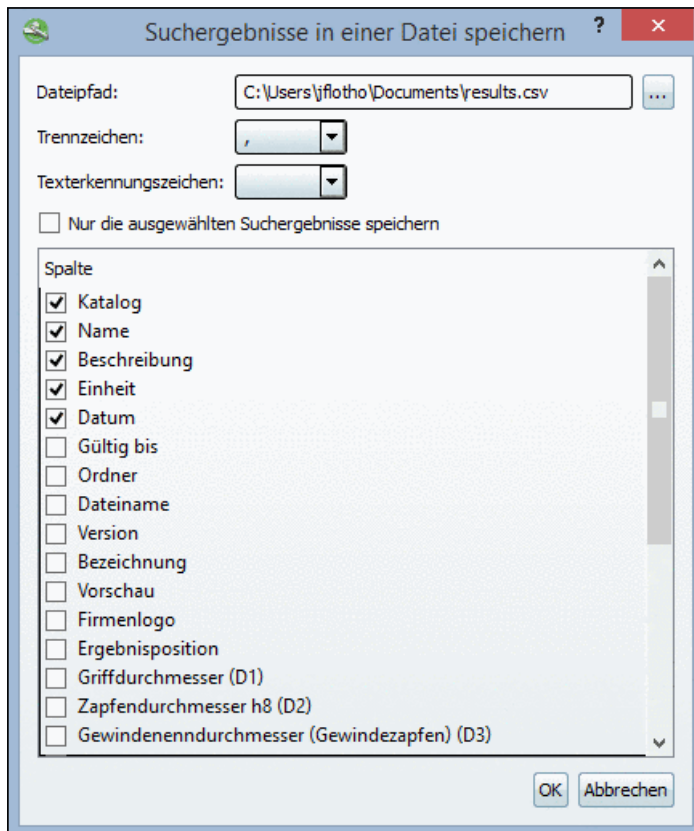 Suchergebnisse in einer Datei speichern ? ×
Dateipfad: C:\Users\jflotho\Documents\results.csv ...
Trennzeichen: ,
Texterkennungszeichen:
Nur die ausgewählten Suchergebnisse speichern
Spalte
Katalog
Name
Beschreibung
Einheit
Datum
Gültig bis
Ordner
Dateiname
Version
Bezeichnung
Vorschau
Firmenlogo
Ergebnisposition
Griffdurchmesser (D1)
Zapfendurchmesser h8 (D2)
Gewindenenndurchmesser (Gewindezapfen) (D3)
OK Abbrechen